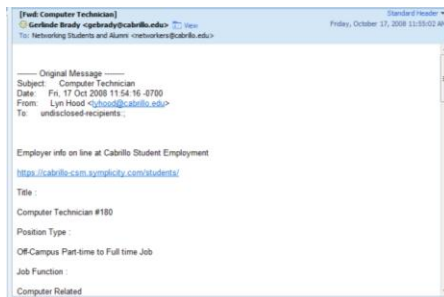 [Fwd: Computer Technician]
Standard Header
Gerlinde Brady <gebrady@cabrillo.edu> View
Friday, October 17, 2008 11:55:02 AM
To: Networking Students and Alumni <networkers@cabrillo.edu>
-------- Original Message --------
Subject: Computer Technician
Date: Fri, 17 Oct 2008 11:54:16 -0700
From: Lyn Hood <lyhood@cabrillo.edu>
To: undisclosed-recipients:;
Employer info on line at Cabrillo Student Employment
https://cabrillo-csm.symplicity.com/students/
Title :
Computer Technician #180
Position Type :
Off-Campus Part-time to Full time Job
Job Function :
Computer Related